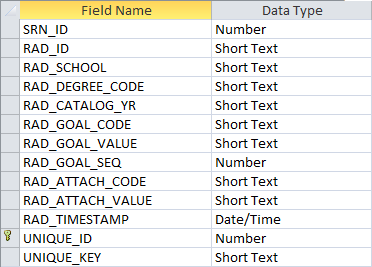 Field Name Data Type
SRN_ID Number
RAD_ID Short Text
RAD_SCHOOL Short Text
RAD_DEGREE_CODE Short Text
RAD_CATALOG_YR Short Text
RAD_GOAL_CODE Short Text
RAD_GOAL_VALUE Short Text
RAD_GOAL_SEQ Number
RAD_ATTACH_CODE Short Text
RAD_ATTACH_VALUE Short Text
RAD_TIMESTAMP Date/Time
UNIQUE_ID Number
UNIQUE_KEY Short Text